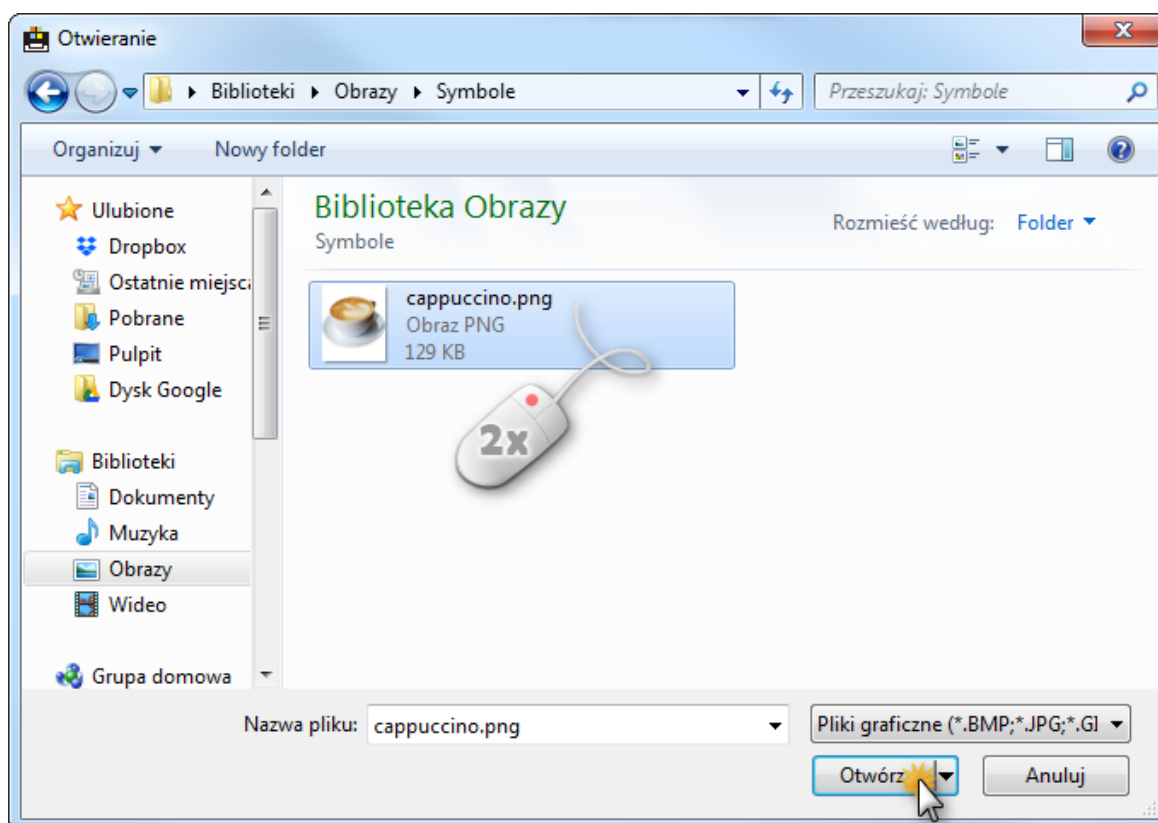 Otwieranie
Biblioteki Obrazy Symbole
Przeszukaj: Symbole
Organizuj Nowy folder
Ulubione
Dropbox
Ostatnie miejsca
Pobrane
Pulpit
Dysk Google
Biblioteki
Dokumenty
Muzyka
Obrazy
Wideo
Grupa domowa
Biblioteka Obrazy
Symbole
Rozmieść według: Folder
cappuccino.png
Obraz PNG
129 KB
2x
Nazwa pliku: cappuccino.png
Pliki graficzne (*.BMP;*.JPG;*.GI
Otwórz Anuluj